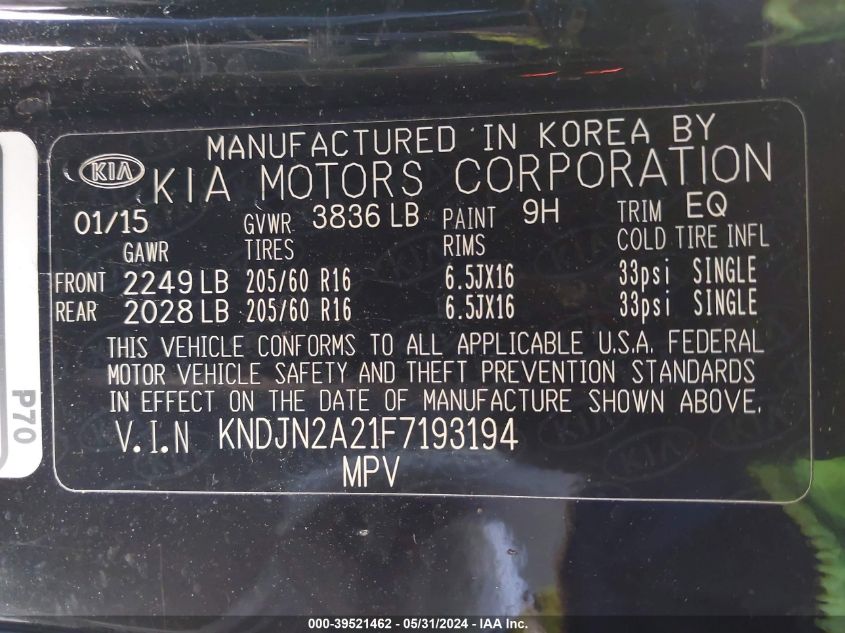 MANUFACTURED IN KOREA BY
KIA KIA MOTORS CORPORATION
01/15 GVWR 3836 LB PAINT 9H TRIM EQ
GAWR TIRES RIMS COLD TIRE INFL
FRONT 2249 LB 205/60 R16 6.5JX16 33psi SINGLE
REAR 2028 LB 205/60 R16 6.5JX16 33psi SINGLE
THIS VEHICLE CONFORMS TO ALL APPLICABLE U.S.A. FEDERAL
MOTOR VEHICLE SAFETY AND THEFT PREVENTION STANDARDS
IN EFFECT ON THE DATE OF MANUFACTURE SHOWN ABOVE.
V.I.N KNDJN2A21F7193194
MPV
P70
000-39521462 - 05/31/2024 - IAA Inc.